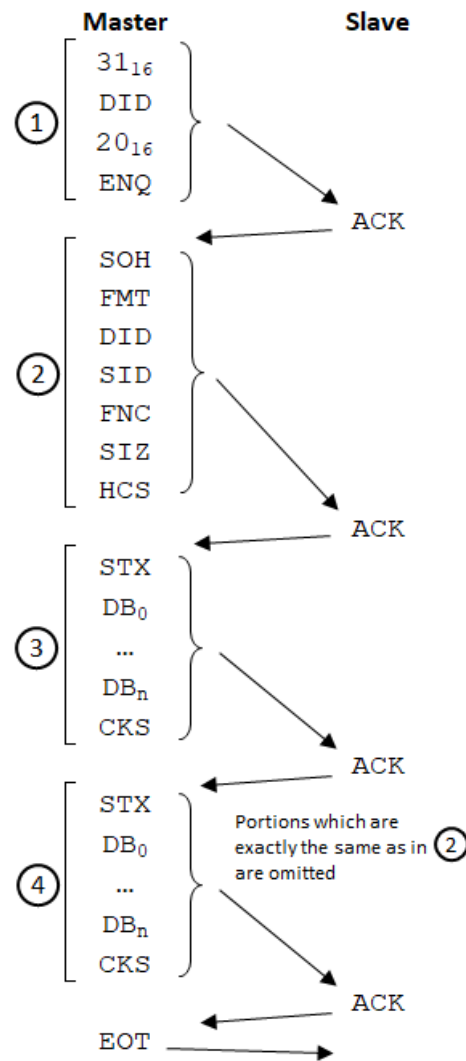 Master Slave
31₁₆
DID
① 20₁₆
ENQ
ACK
SOH
FMT
DID
② SID
FNC
SIZ
HCS
ACK
STX
DB₀
③ …
DBₙ
CKS
ACK
STX
Portions which are
DB₀ exactly the same as in ②
are omitted
④ …
DBₙ
CKS
ACK
EOT